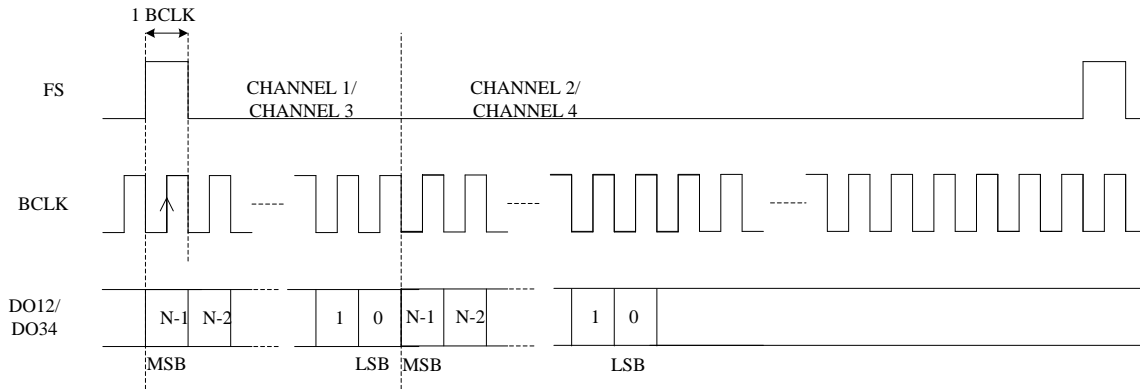 1 BCLK
FS
CHANNEL 1/
CHANNEL 3
CHANNEL 2/
CHANNEL 4
BCLK
DO12/
DO34
N-1 N-2 1 0 N-1 N-2 1 0
MSB LSB MSB LSB